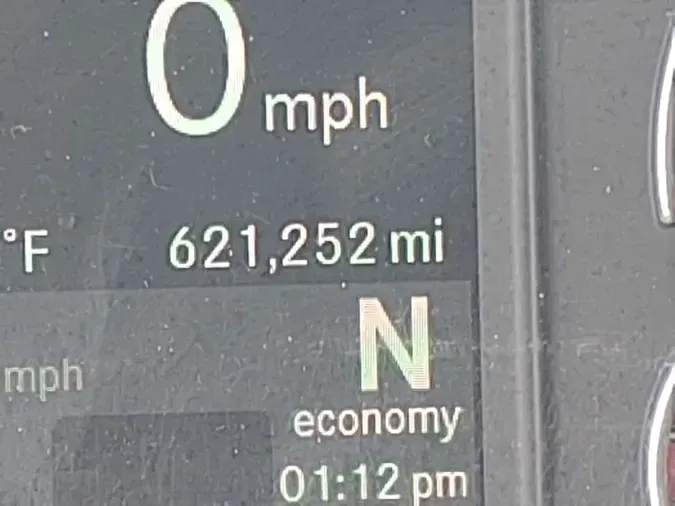 0 mph
°F 621,252 mi
mph N
economy
01:12 pm